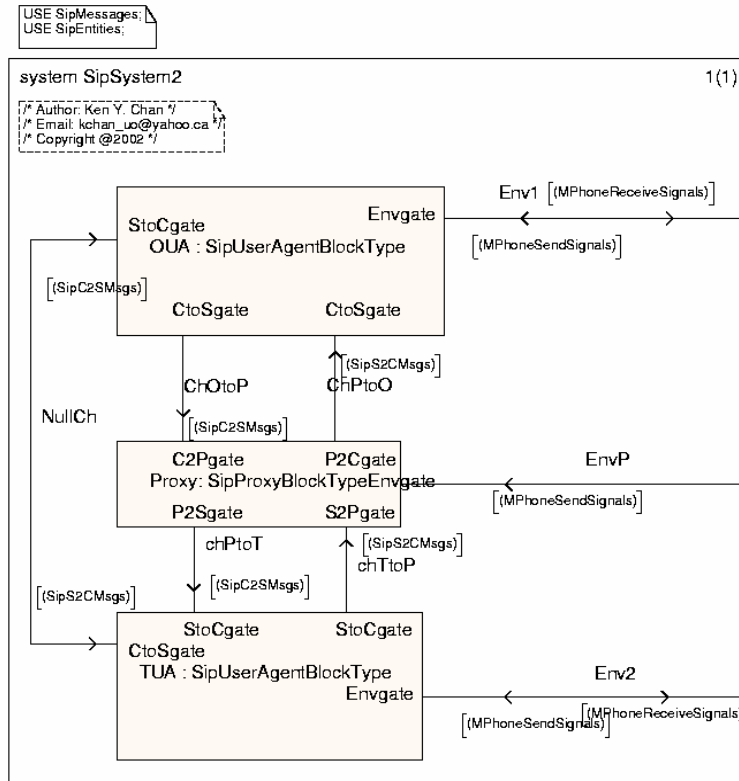 USE SipMessages;
USE SipEntities;
system SipSystem2
1(1)
/* Author: Ken Y. Chan */
/* Email: kchan_uo@yahoo.ca */
/* Copyright @2002 */
Env1
[(MPhoneReceiveSignals)]
Envgate
StoCgate
OUA : SipUserAgentBlockType
[(MPhoneSendSignals)]
[(SipC2SMsgs)]
CtoSgate
CtoSgate
[(SipS2CMsgs)]
ChOtoP
ChPtoO
NullCh
[(SipC2SMsgs)]
C2Pgate
P2Cgate
EnvP
Proxy: SipProxyBlockTypeEnvgate
[(MPhoneSendSignals)]
P2Sgate
S2Pgate
chPtoT
[(SipS2CMsgs)]
chTtoP
[(SipC2SMsgs)]
[(SipS2CMsgs)]
StoCgate
StoCgate
CtoSgate
TUA : SipUserAgentBlockType
Env2
Envgate
[(MPhoneSendSignals)]
[(MPhoneReceiveSignals)]